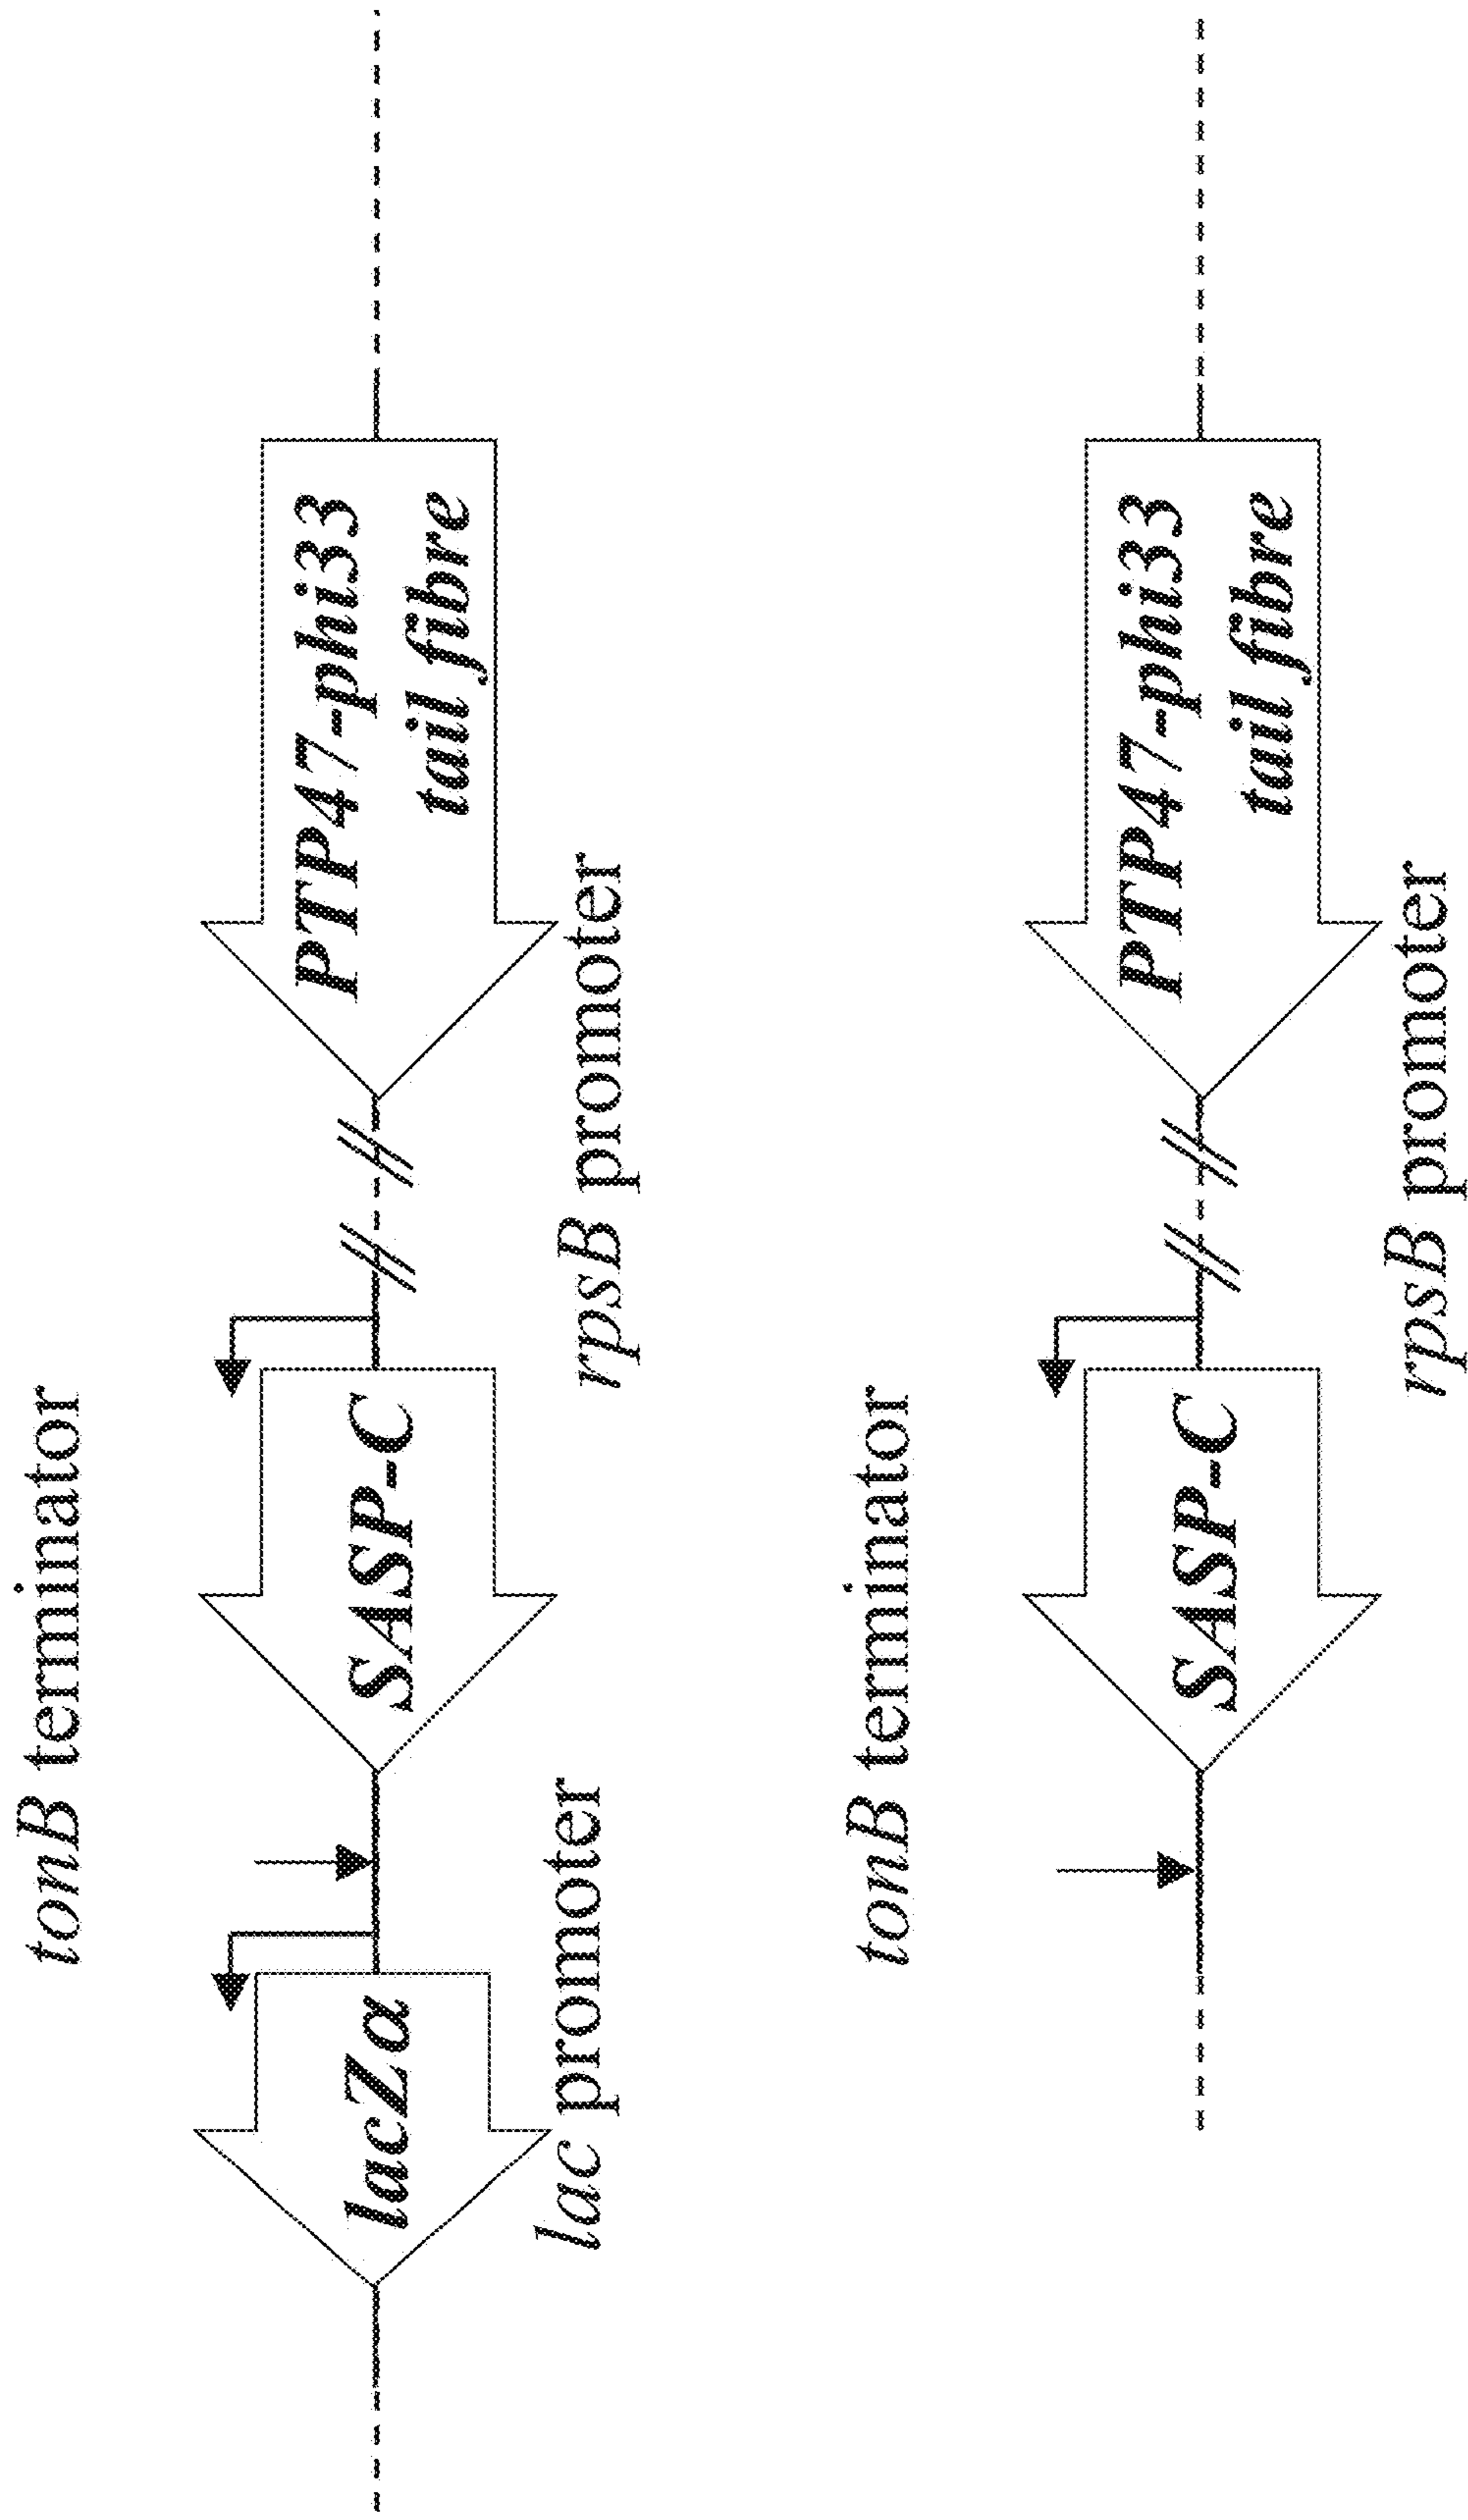 tonB terminator
lacZα
SASP-C
PTP47-phi33
tail fibre
lac promoter
rpsB promoter
tonB terminator
SASP-C
PTP47-phi33
tail fibre
rpsB promoter